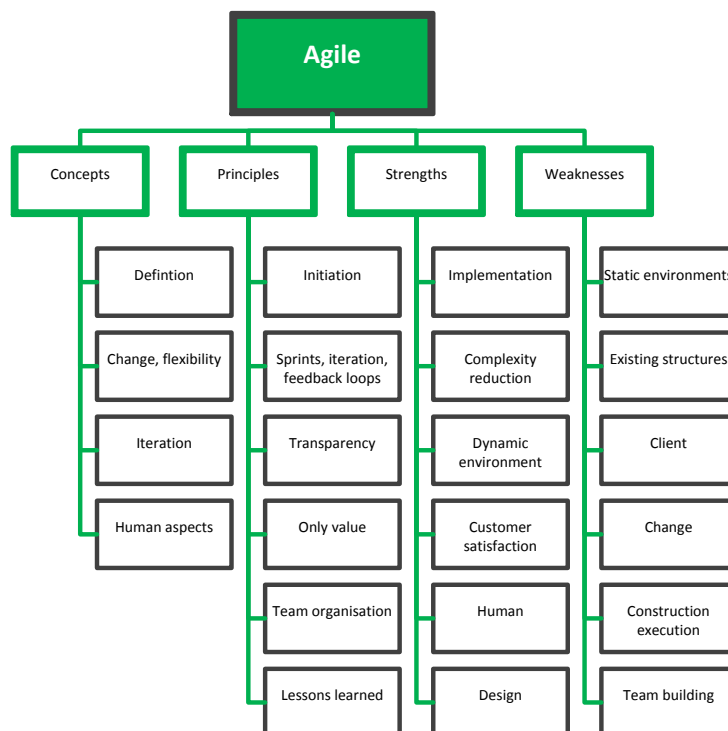 Agile
Concepts
Principles
Strengths
Weaknesses
Defintion
Initiation
Implementation
Static environments
Change, flexibility
Sprints, iteration,
feedback loops
Complexity
reduction
Existing structures
Iteration
Transparency
Dynamic
environment
Client
Human aspects
Only value
Customer
satisfaction
Change
Team organisation
Human
Construction
execution
Lessons learned
Design
Team building